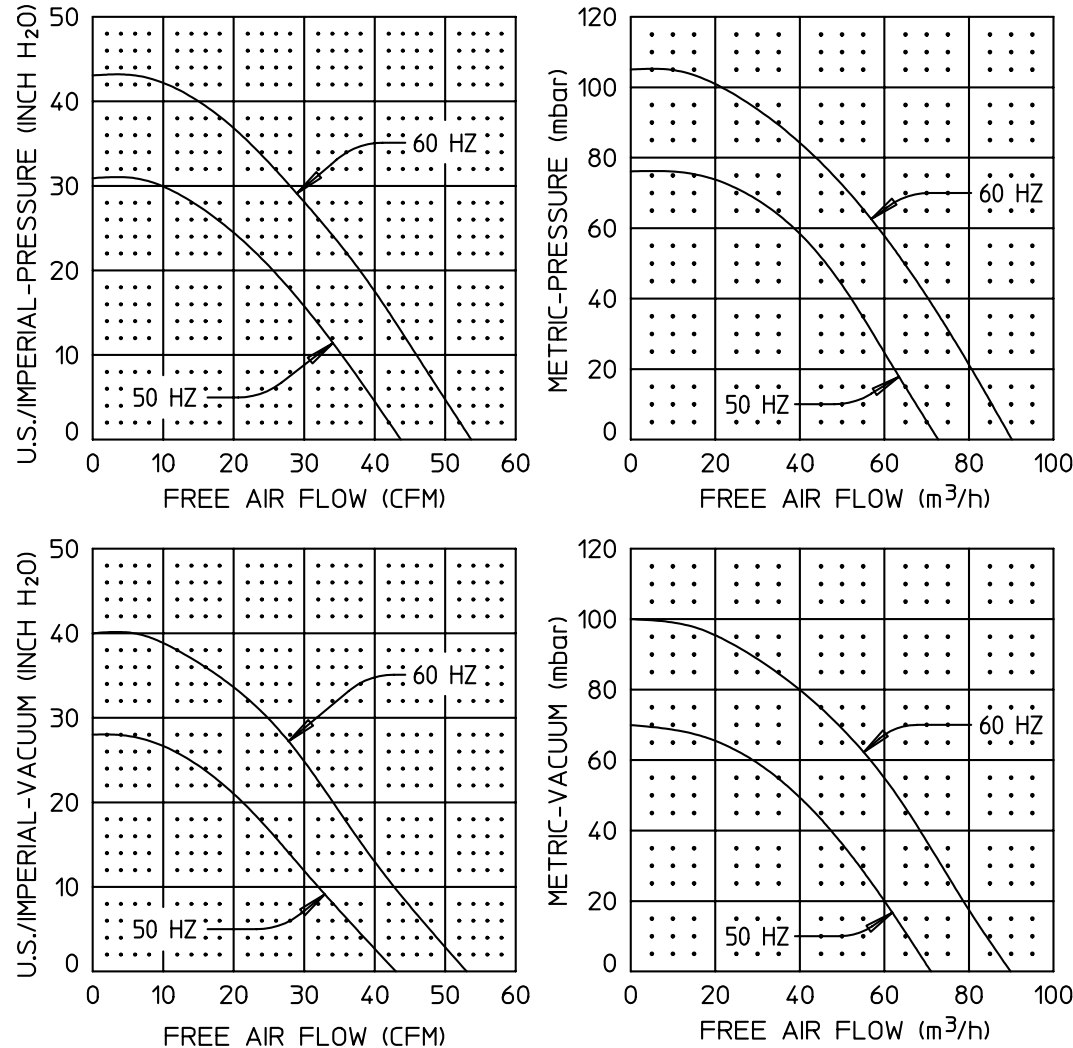 U.S./IMPERIAL-PRESSURE (INCH H₂O)
50
40
30
20
10
0
60 HZ
50 HZ
0 10 20 30 40 50 60
FREE AIR FLOW (CFM)
METRIC-PRESSURE (mbar)
120
100
80
60
40
20
0
60 HZ
50 HZ
0 20 40 60 80 100
FREE AIR FLOW (m³/h)
U.S./IMPERIAL-VACUUM (INCH H₂O)
50
40
30
20
10
0
60 HZ
50 HZ
0 10 20 30 40 50 60
FREE AIR FLOW (CFM)
METRIC-VACUUM (mbar)
120
100
80
60
40
20
0
60 HZ
50 HZ
0 20 40 60 80 100
FREE AIR FLOW (m³/h)